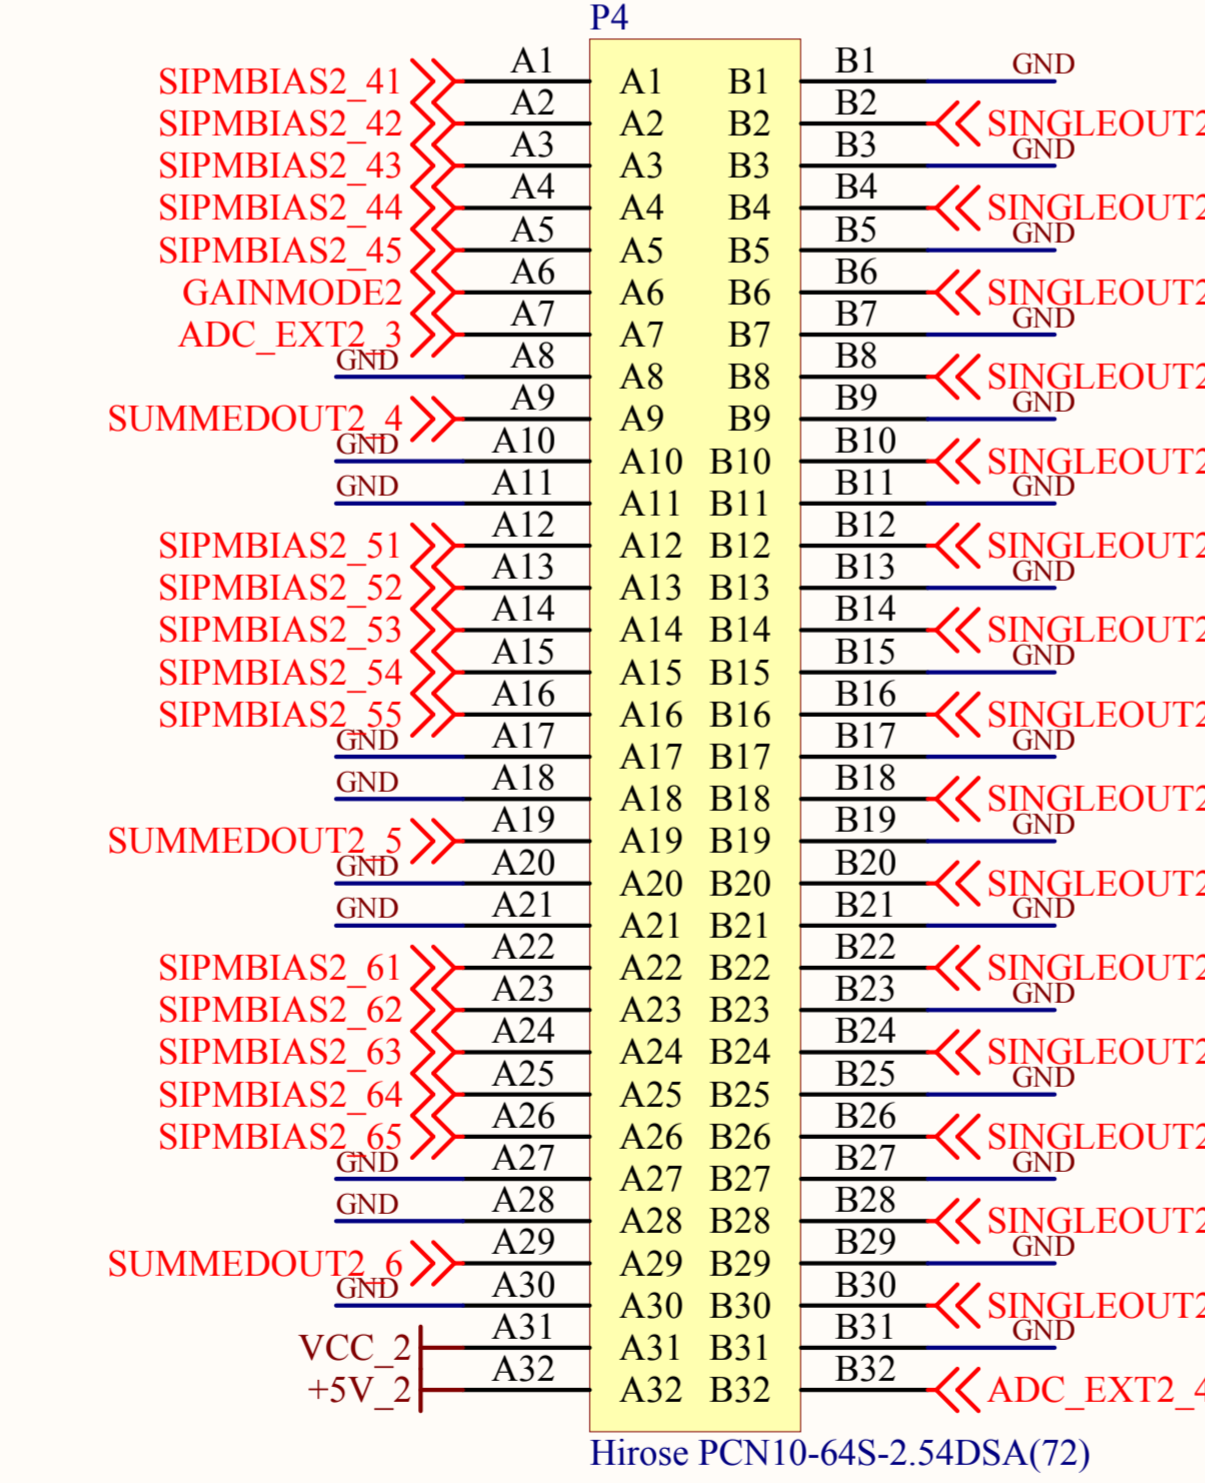 P4
SIPMBIAS2_41 A1 A1 B1 B1 GND
SIPMBIAS2_42 A2 A2 B2 B2 SINGLEOUT2
SIPMBIAS2_43 A3 A3 B3 B3 GND
SIPMBIAS2_44 A4 A4 B4 B4 SINGLEOUT2
SIPMBIAS2_45 A5 A5 B5 B5 GND
GAINMODE2 A6 A6 B6 B6 SINGLEOUT2
ADC_EXT2_3 A7 A7 B7 B7 GND
GND A8 A8 B8 B8 SINGLEOUT2
SUMMEDOUT2_4 A9 A9 B9 B9 GND
GND A10 A10 B10 B10 SINGLEOUT2
GND A11 A11 B11 B11 GND
SIPMBIAS2_51 A12 A12 B12 B12 SINGLEOUT2
SIPMBIAS2_52 A13 A13 B13 B13 GND
SIPMBIAS2_53 A14 A14 B14 B14 SINGLEOUT2
SIPMBIAS2_54 A15 A15 B15 B15 GND
SIPMBIAS2_55 A16 A16 B16 B16 SINGLEOUT2
GND A17 A17 B17 B17 GND
GND A18 A18 B18 B18 SINGLEOUT2
SUMMEDOUT2_5 A19 A19 B19 B19 GND
GND A20 A20 B20 B20 SINGLEOUT2
GND A21 A21 B21 B21 GND
SIPMBIAS2_61 A22 A22 B22 B22 SINGLEOUT2
SIPMBIAS2_62 A23 A23 B23 B23 GND
SIPMBIAS2_63 A24 A24 B24 B24 SINGLEOUT2
SIPMBIAS2_64 A25 A25 B25 B25 GND
SIPMBIAS2_65 A26 A26 B26 B26 SINGLEOUT2
GND A27 A27 B27 B27 GND
GND A28 A28 B28 B28 SINGLEOUT2
SUMMEDOUT2_6 A29 A29 B29 B29 GND
GND A30 A30 B30 B30 SINGLEOUT2
VCC_2 A31 A31 B31 B31 GND
+5V_2 A32 A32 B32 B32 ADC_EXT2_4
Hirose PCN10-64S-2.54DSA(72)